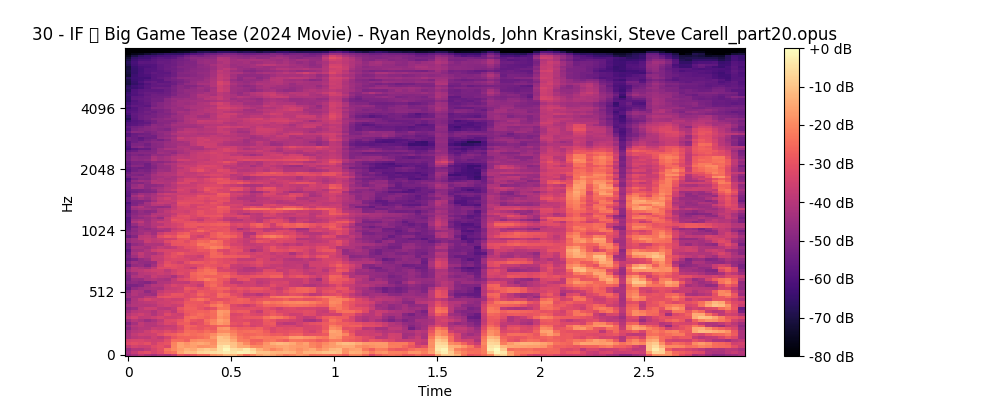 30 - IF Big Game Tease (2024 Movie) - Ryan Reynolds, John Krasinski, Steve Carell_part20.opus
+0 dB
-10 dB
-20 dB
-30 dB
-40 dB
-50 dB
-60 dB
-70 dB
-80 dB
4096
2048
1024
512
0
Hz
0
0.5
1
1.5
2
2.5
Time